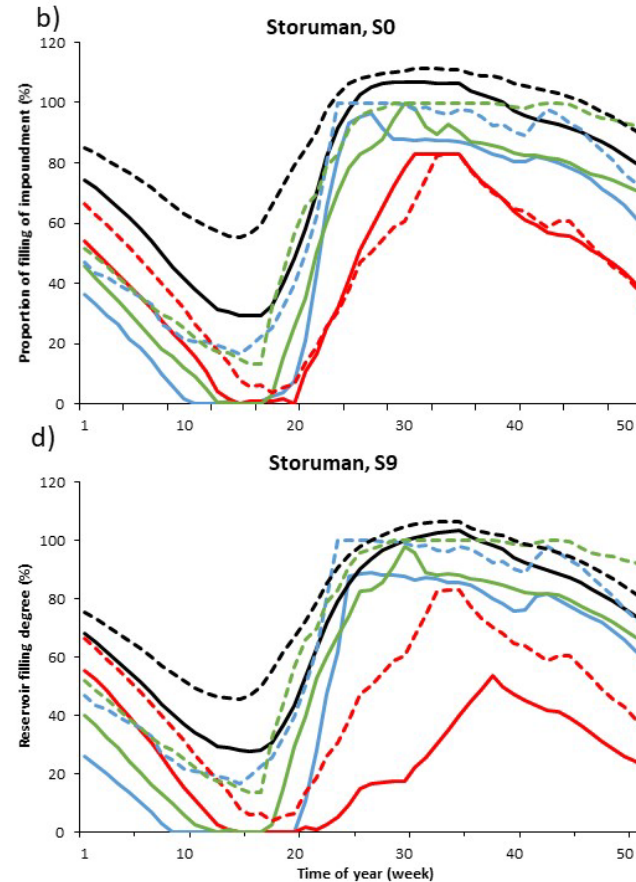 b)
Storuman, S0
Proportion of filling of impoundment (%)
120
100
80
60
40
20
0
1 10 20 30 40 50
d)
Storuman, S9
Reservoir filling degree (%)
120
100
80
60
40
20
0
1 10 20 30 40 50
Time of year (week)